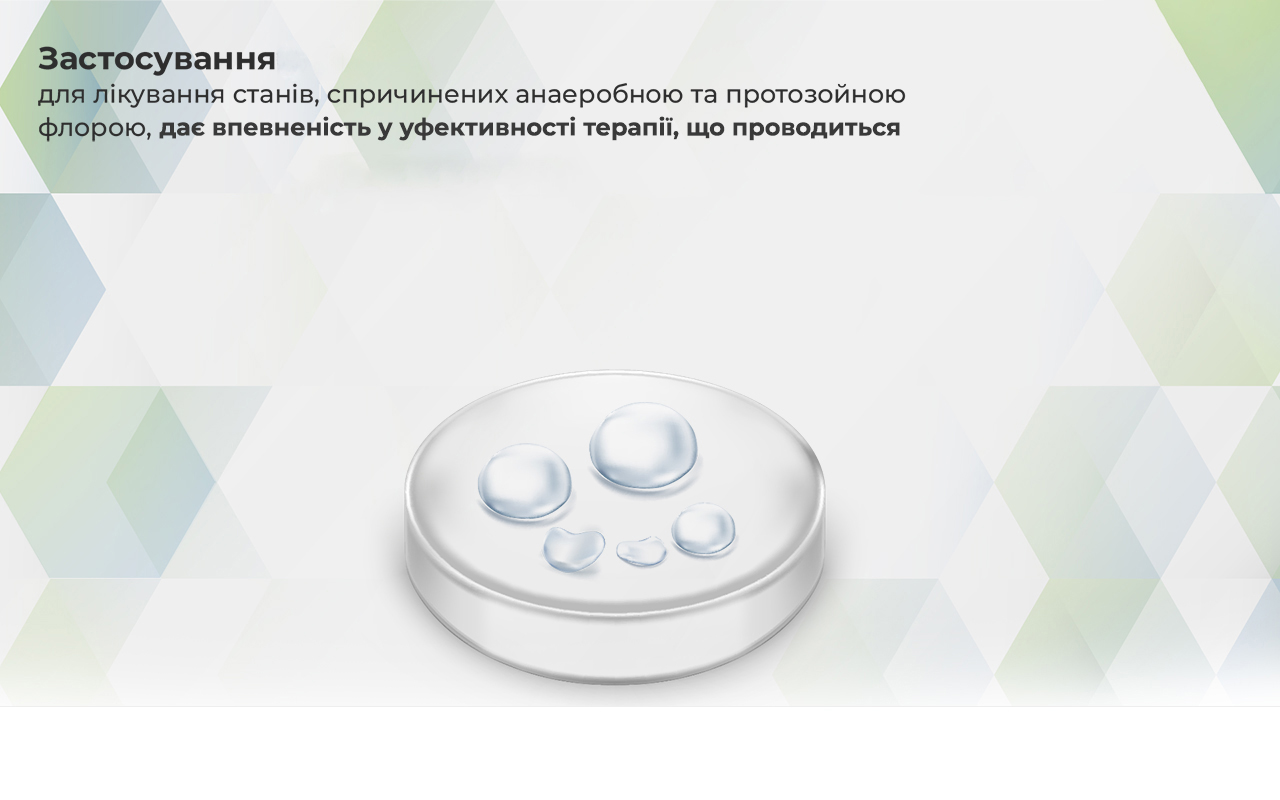 Застосування
для лікування станів, спричинених анаеробною та протозойною
флорою, дає впевненість у уфективності терапії, що проводиться